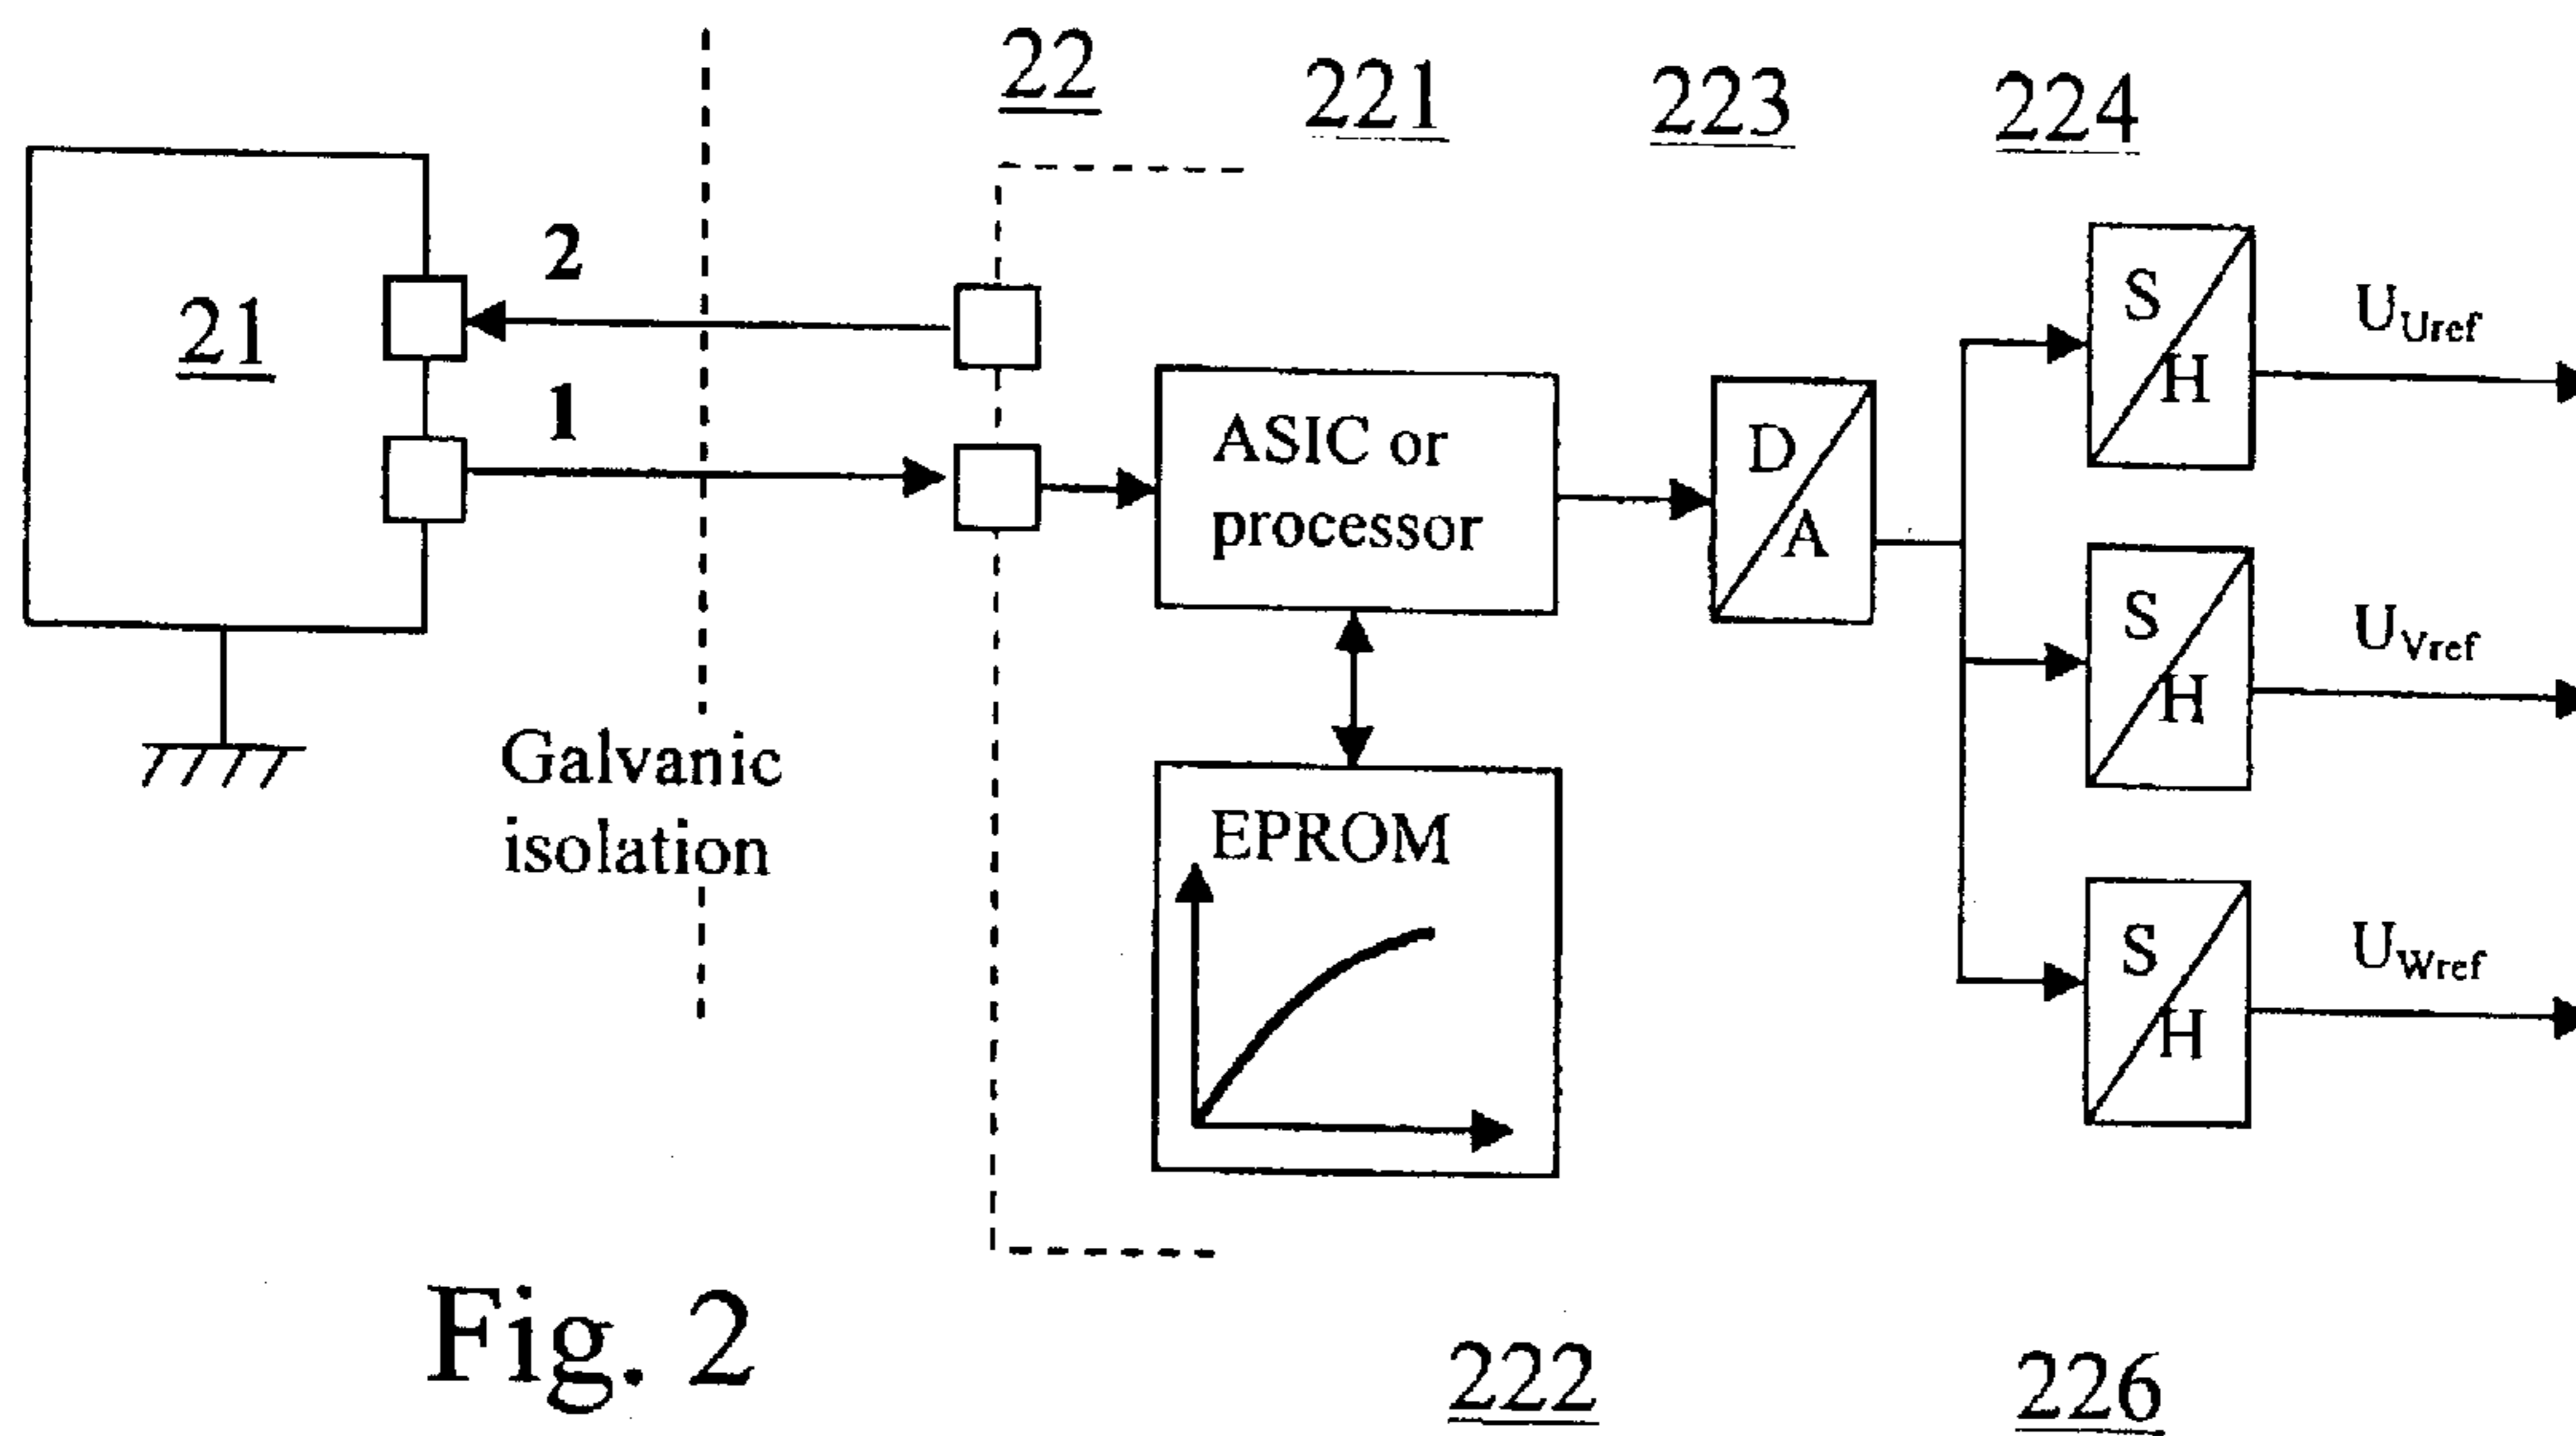 22
221
223
224
2
21
1
ASIC or
processor
D
A
S
H
U_Uref
S
H
U_Vref
Galvanic
isolation
EPROM
S
H
U_Wref
Fig. 2
222
226